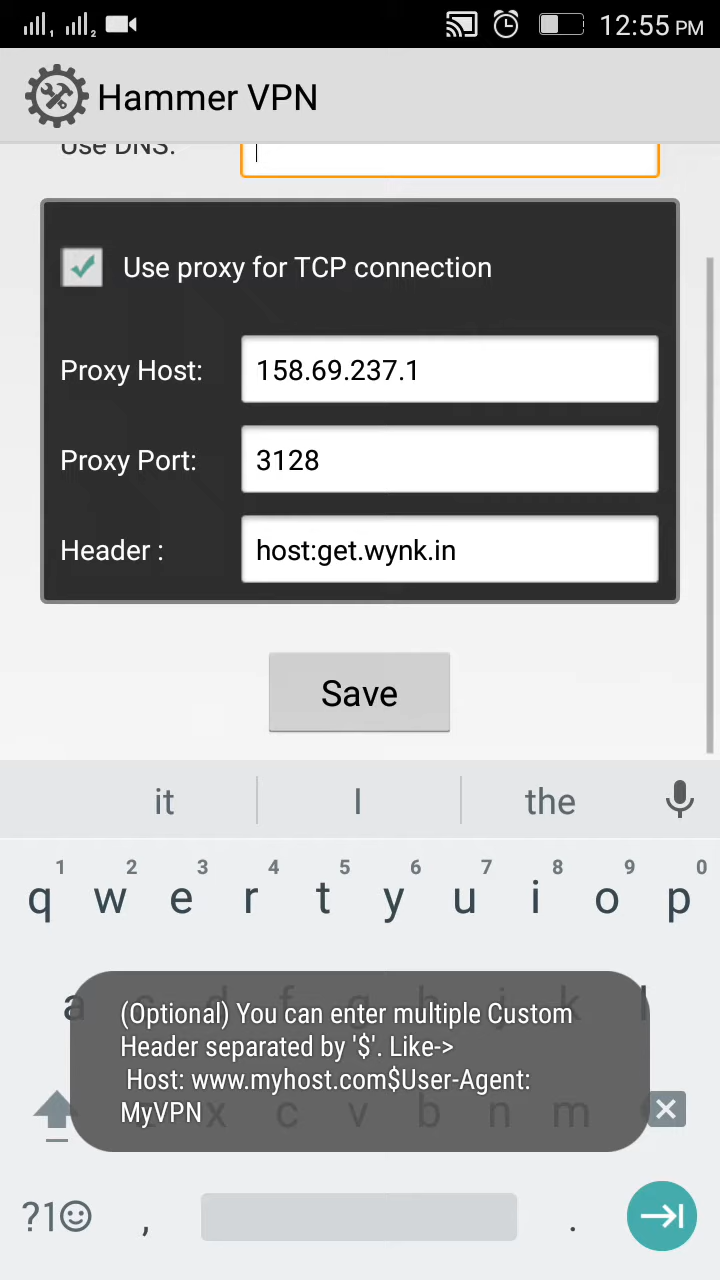 12:55 PM
Hammer VPN
Use DNS:
Use proxy for TCP connection
Proxy Host: 158.69.237.1
Proxy Port: 3128
Header : host:get.wynk.in
Save
it I the
1 2 3 4 5 6 7 8 9 0
q w e r t y u i o p
a s d f g h j k l
(Optional) You can enter multiple Custom
Header separated by '$'. Like->
Host: www.myhost.com$User-Agent:
MyVPN
z x c v b n m
?1 , .